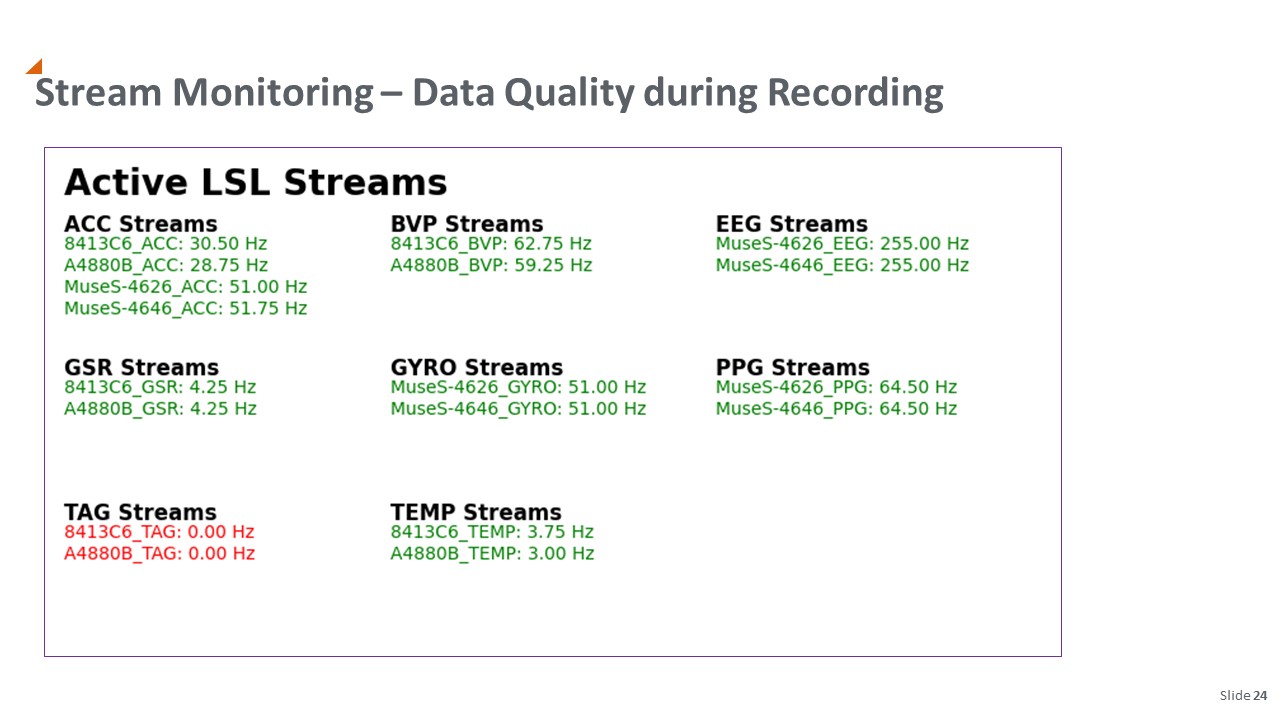 Stream Monitoring – Data Quality during Recording
Active LSL Streams
ACC Streams
8413C6_ACC: 30.50 Hz
A4880B_ACC: 28.75 Hz
MuseS-4626_ACC: 51.00 Hz
MuseS-4646_ACC: 51.75 Hz
BVP Streams
8413C6_BVP: 62.75 Hz
A4880B_BVP: 59.25 Hz
EEG Streams
MuseS-4626_EEG: 255.00 Hz
MuseS-4646_EEG: 255.00 Hz
GSR Streams
8413C6_GSR: 4.25 Hz
A4880B_GSR: 4.25 Hz
GYRO Streams
MuseS-4626_GYRO: 51.00 Hz
MuseS-4646_GYRO: 51.00 Hz
PPG Streams
MuseS-4626_PPG: 64.50 Hz
MuseS-4646_PPG: 64.50 Hz
TAG Streams
8413C6_TAG: 0.00 Hz
A4880B_TAG: 0.00 Hz
TEMP Streams
8413C6_TEMP: 3.75 Hz
A4880B_TEMP: 3.00 Hz
Slide 24